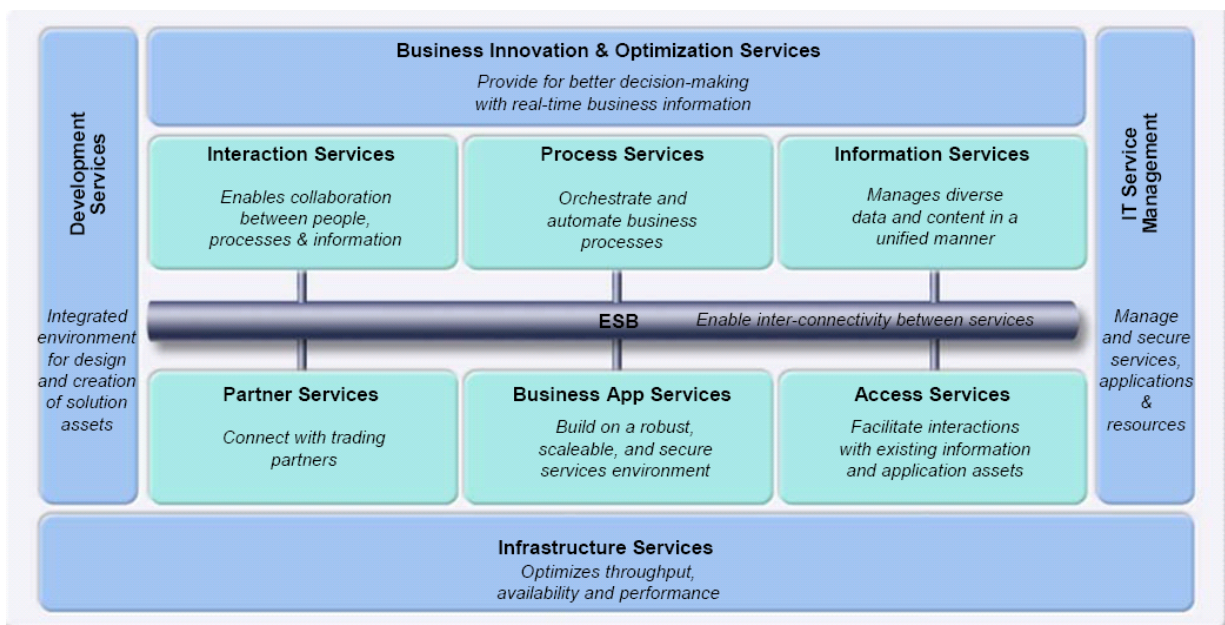 Business Innovation & Optimization Services
Provide for better decision-making
with real-time business information
Development
Services
Integrated
environment
for design
and creation
of solution
assets
Interaction Services
Enables collaboration
between people,
processes & information
Process Services
Orchestrate and
automate business
processes
Information Services
Manages diverse
data and content in a
unified manner
IT Service
Management
Manage
and secure
services,
applications
&
resources
ESB
Enable inter-connectivity between services
Partner Services
Connect with trading
partners
Business App Services
Build on a robust,
scaleable, and secure
services environment
Access Services
Facilitate interactions
with existing information
and application assets
Infrastructure Services
Optimizes throughput,
availability and performance